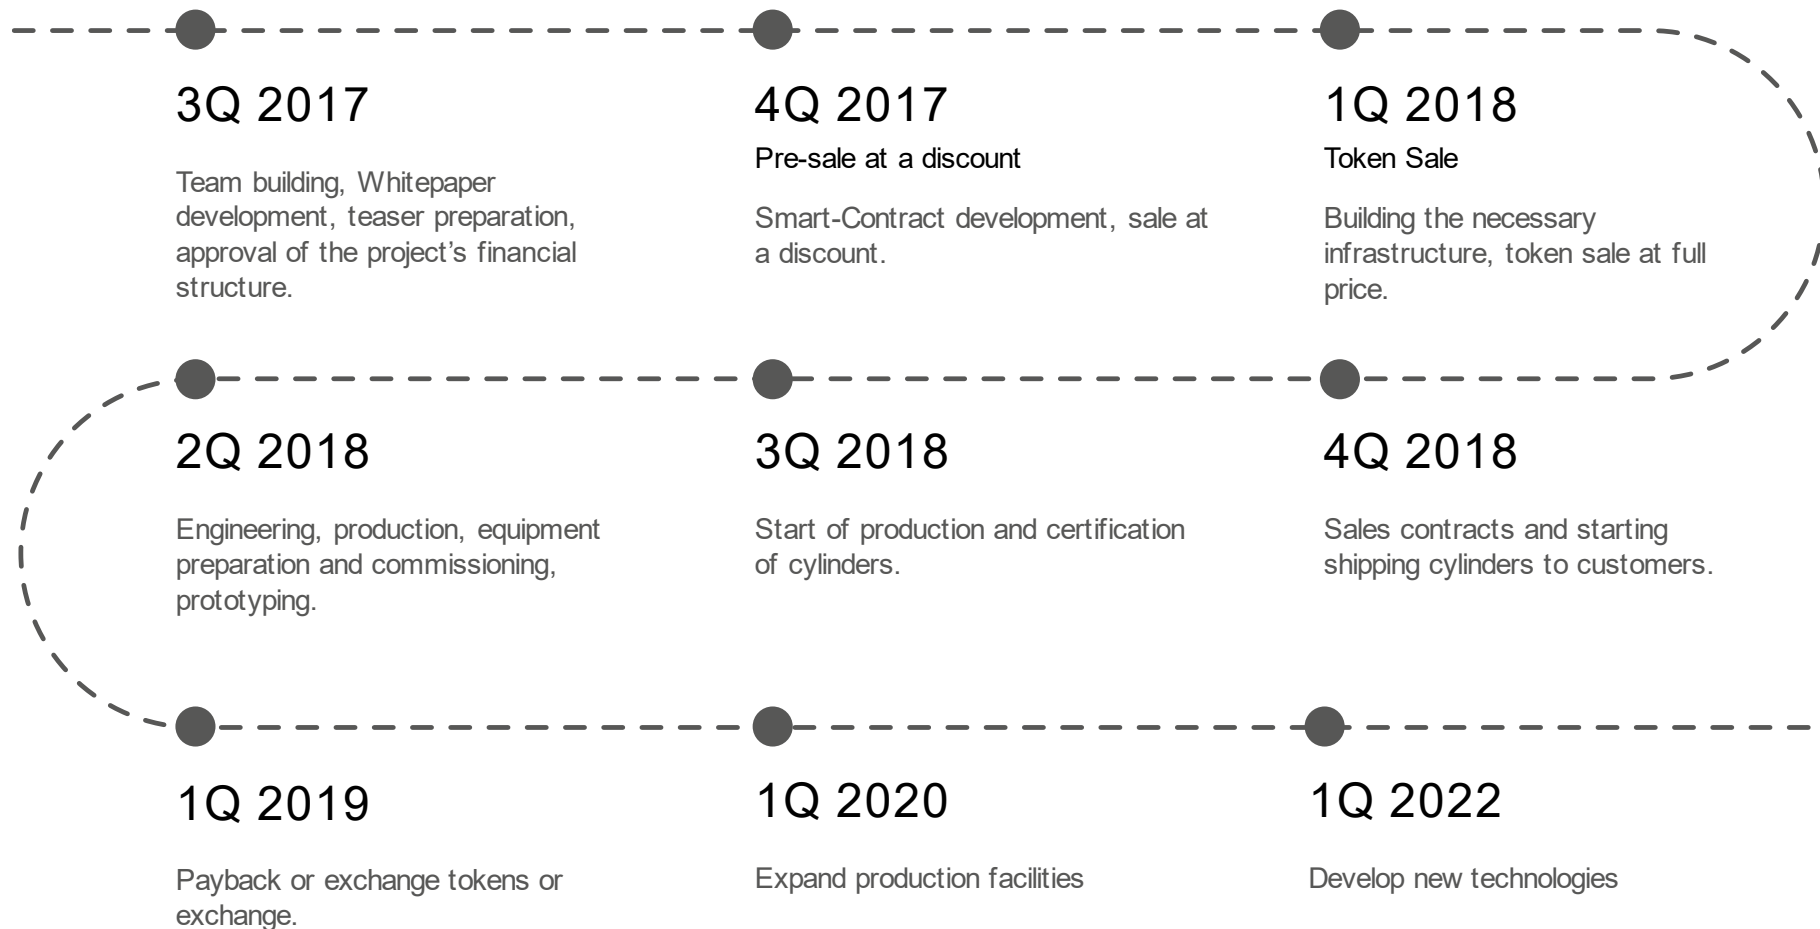 3Q 2017
Team building, Whitepaper
development, teaser preparation,
approval of the project’s financial
structure.
4Q 2017
Pre-sale at a discount
Smart-Contract development, sale at
a discount.
1Q 2018
Token Sale
Building the necessary
infrastructure, token sale at full
price.
2Q 2018
Engineering, production, equipment
preparation and commissioning,
prototyping.
3Q 2018
Start of production and certification
of cylinders.
4Q 2018
Sales contracts and starting
shipping cylinders to customers.
1Q 2019
Payback or exchange tokens or
exchange.
1Q 2020
Expand production facilities
1Q 2022
Develop new technologies